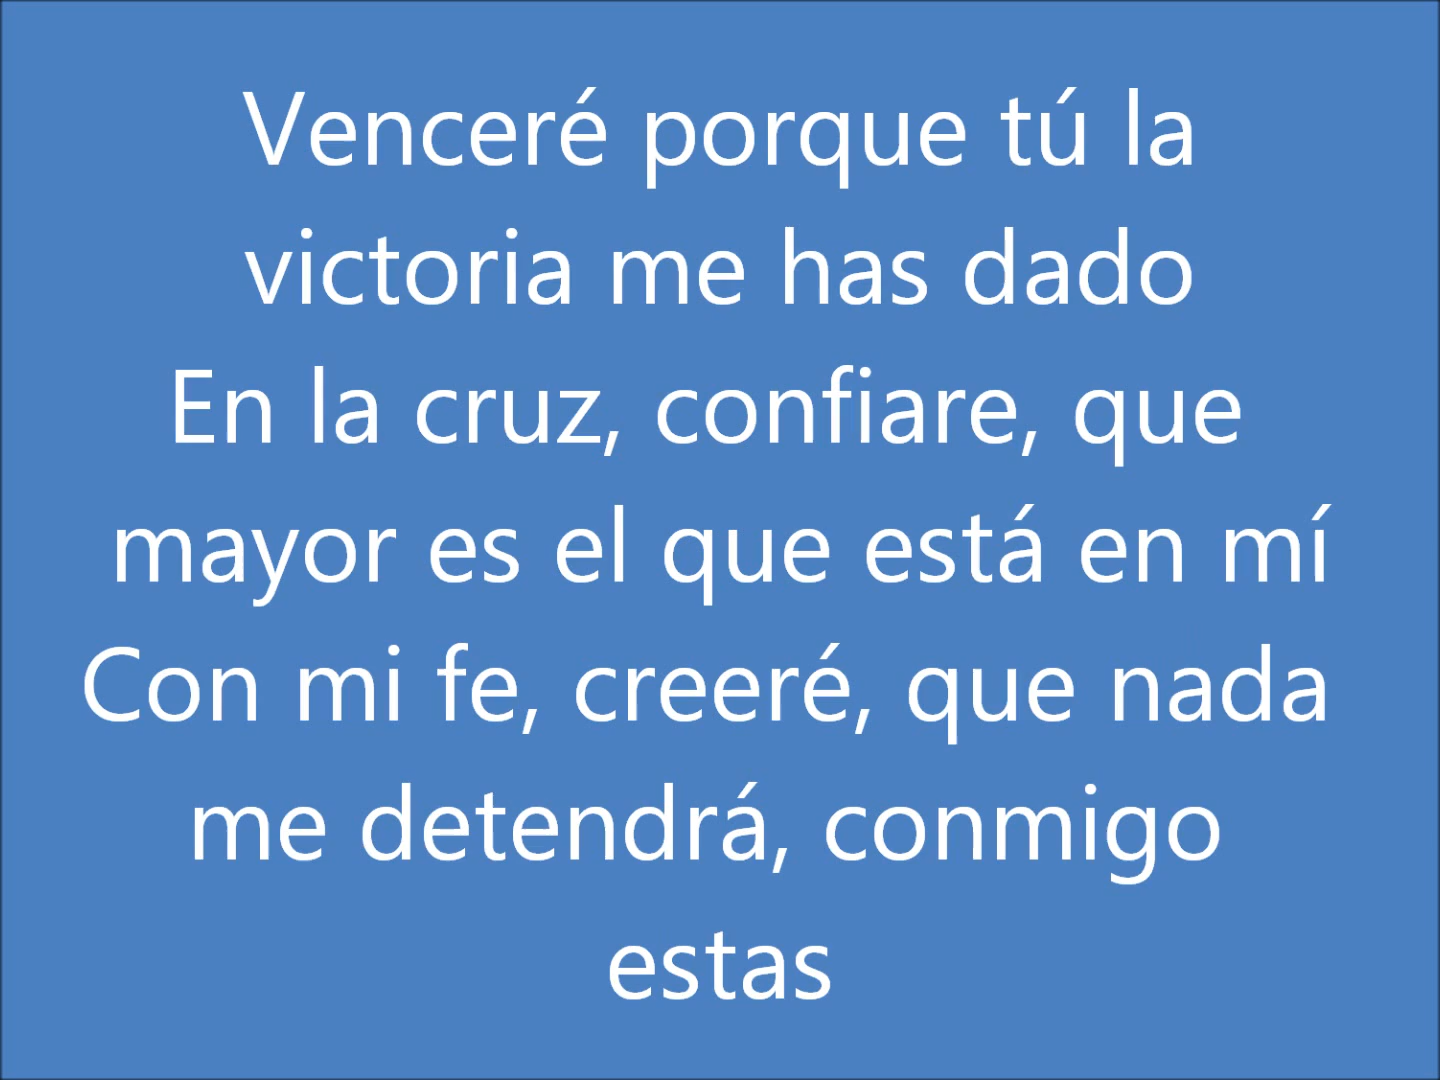 Venceré porque tú la
victoria me has dado
En la cruz, confiare, que
mayor es el que está en mí
Con mi fe, creeré, que nada
me detendrá, conmigo
estas